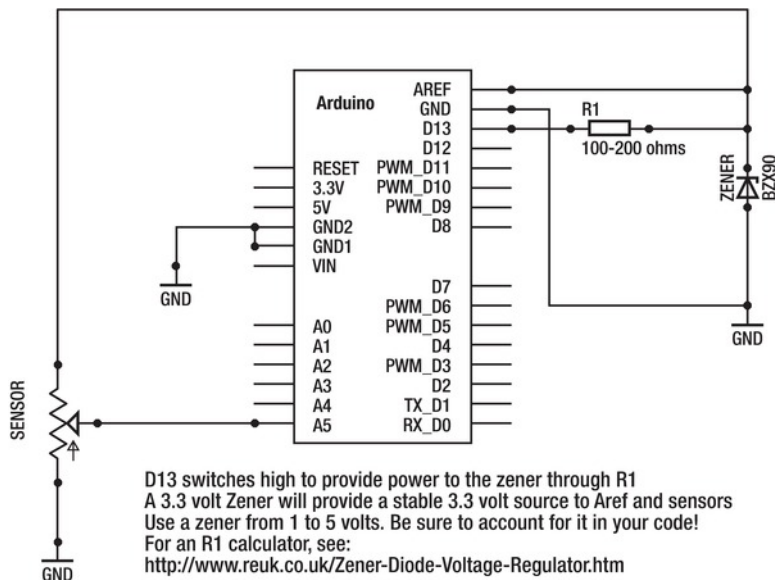 Arduino
AREF
GND
D13
D12
PWM_D11
PWM_D10
PWM_D9
D8
D7
PWM_D6
PWM_D5
D4
PWM_D3
D2
TX_D1
RX_D0
RESET
3.3V
5V
GND2
GND1
VIN
A0
A1
A2
A3
A4
A5
R1
100-200 ohms
ZENER
BZX90
GND
GND
SENSOR
GND
D13 switches high to provide power to the zener through R1
A 3.3 volt Zener will provide a stable 3.3 volt source to Aref and sensors
Use a zener from 1 to 5 volts. Be sure to account for it in your code!
For an R1 calculator, see:
http://www.reuk.co.uk/Zener-Diode-Voltage-Regulator.htm